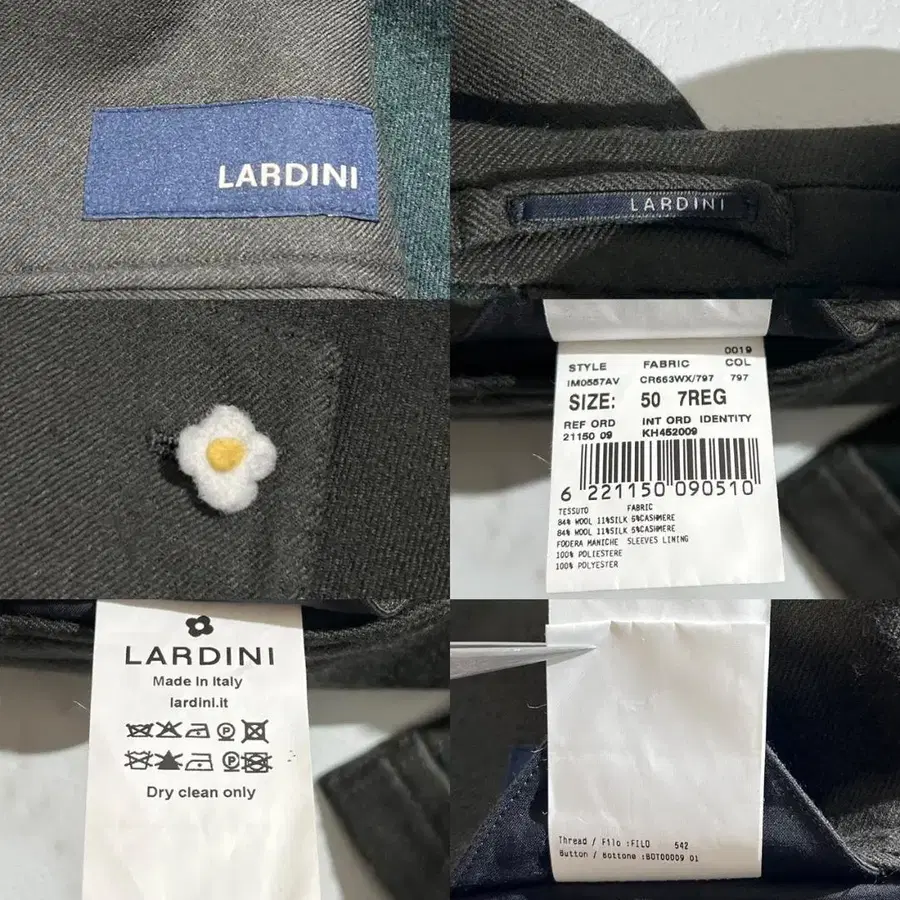 LARDINI
LARDINI
0019
STYLE FABRIC COL
IM0557AV CR663WX/797 797
SIZE: 50 7REG
REF ORD INT ORD IDENTITY
21150 09 KH452009
6 221150 090510
TESSUTO FABRIC
84% WOOL 11%SILK 5%CASHMERE
84% WOOL 11%SILK 5%CASHMERE
FODERA MANICHE SLEEVES LINING
100% POLIESTERE
100% POLYESTER
LARDINI
Made In Italy
lardini.it
P
P
Dry clean only
Thread / Filo :FILO 542
Button / Bottone :BOT00009 01